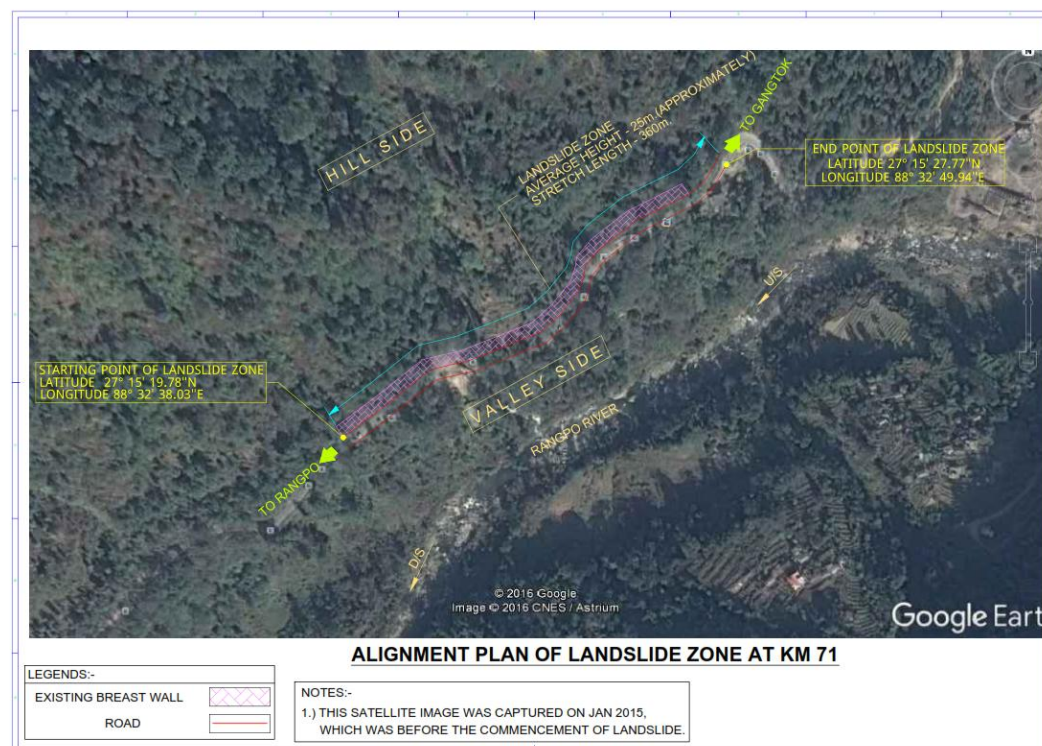 TO GANGTOK
HILL SIDE
LANDSLIDE ZONE
AVERAGE HEIGHT - 25m (APPROXIMATELY)
STRETCH LENGTH - 360m.
END POINT OF LANDSLIDE ZONE
LATITUDE 27° 15' 27.77"N
LONGITUDE 88° 32' 49.94"E
U/S
STARTING POINT OF LANDSLIDE ZONE
LATITUDE 27° 15' 19.78"N
LONGITUDE 88° 32' 38.03"E
VALLEY SIDE
RANGPO RIVER
TO RANGPO
D/S
© 2016 Google
Image © 2016 CNES / Astrium
Google Eart
ALIGNMENT PLAN OF LANDSLIDE ZONE AT KM 71
LEGENDS:-
EXISTING BREAST WALL
ROAD
NOTES:-
1.) THIS SATELLITE IMAGE WAS CAPTURED ON JAN 2015,
WHICH WAS BEFORE THE COMMENCEMENT OF LANDSLIDE.